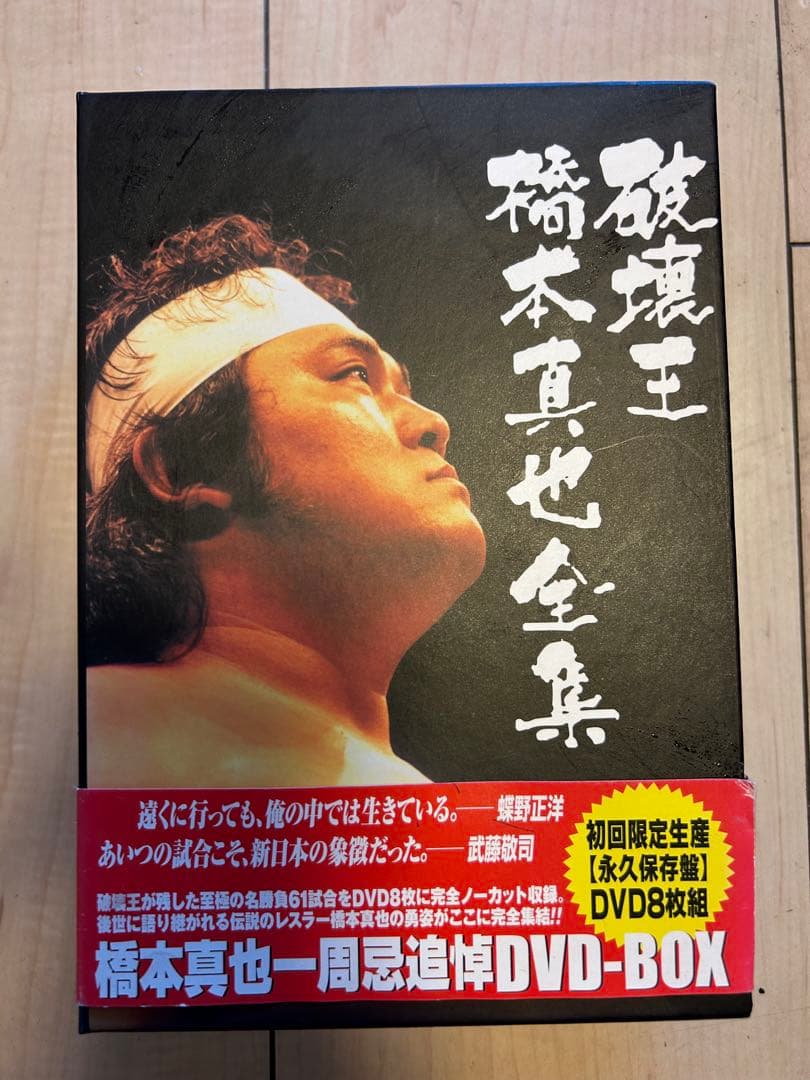 破壊王
橋本真也全集
遠くに行っても、俺の中では生きている。――蝶野正洋
あいつの試合こそ、新日本の象徴だった。――武藤敬司
破壊王が残した至極の名勝負61試合をDVD8枚に完全ノーカット収録。
後世に語り継がれる伝説のレスラー橋本真也の勇姿がここに完全集結!!
橋本真也一周忌追悼DVD-BOX
初回限定生産
【永久保存盤】
DVD8枚組